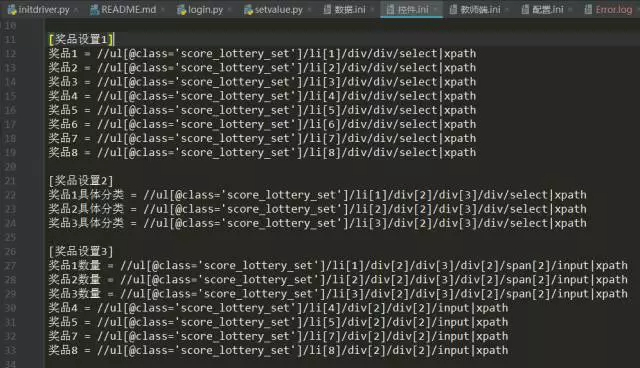 initdriver.py README.md login.py setvalue.py 数据.ini 控件.ini 教师端.ini 配置.ini Error.log
10
11 [奖品设置1]
12 奖品1 = //ul[@class='score_lottery_set']/li[1]/div/div/select|xpath
13 奖品2 = //ul[@class='score_lottery_set']/li[2]/div/div/select|xpath
14 奖品3 = //ul[@class='score_lottery_set']/li[3]/div/div/select|xpath
15 奖品4 = //ul[@class='score_lottery_set']/li[4]/div/div/select|xpath
16 奖品5 = //ul[@class='score_lottery_set']/li[5]/div/div/select|xpath
17 奖品6 = //ul[@class='score_lottery_set']/li[6]/div/div/select|xpath
18 奖品7 = //ul[@class='score_lottery_set']/li[7]/div/div/select|xpath
19 奖品8 = //ul[@class='score_lottery_set']/li[8]/div/div/select|xpath
20
21 [奖品设置2]
22 奖品1具体分类 = //ul[@class='score_lottery_set']/li[1]/div[2]/div[3]/div/select|xpath
23 奖品2具体分类 = //ul[@class='score_lottery_set']/li[2]/div[2]/div[3]/div/select|xpath
24 奖品3具体分类 = //ul[@class='score_lottery_set']/li[3]/div[2]/div[3]/div/select|xpath
25
26 [奖品设置3]
27 奖品1数量 = //ul[@class='score_lottery_set']/li[1]/div[2]/div[3]/div[2]/span[2]/input|xpath
28 奖品2数量 = //ul[@class='score_lottery_set']/li[2]/div[2]/div[3]/div[2]/span[2]/input|xpath
29 奖品3数量 = //ul[@class='score_lottery_set']/li[3]/div[2]/div[3]/div[2]/span[2]/input|xpath
30 奖品4 = //ul[@class='score_lottery_set']/li[4]/div[2]/div[2]/input|xpath
31 奖品5 = //ul[@class='score_lottery_set']/li[5]/div[2]/div[2]/input|xpath
32 奖品7 = //ul[@class='score_lottery_set']/li[7]/div[2]/div[2]/input|xpath
33 奖品8 = //ul[@class='score_lottery_set']/li[8]/div[2]/div[2]/input|xpath
34